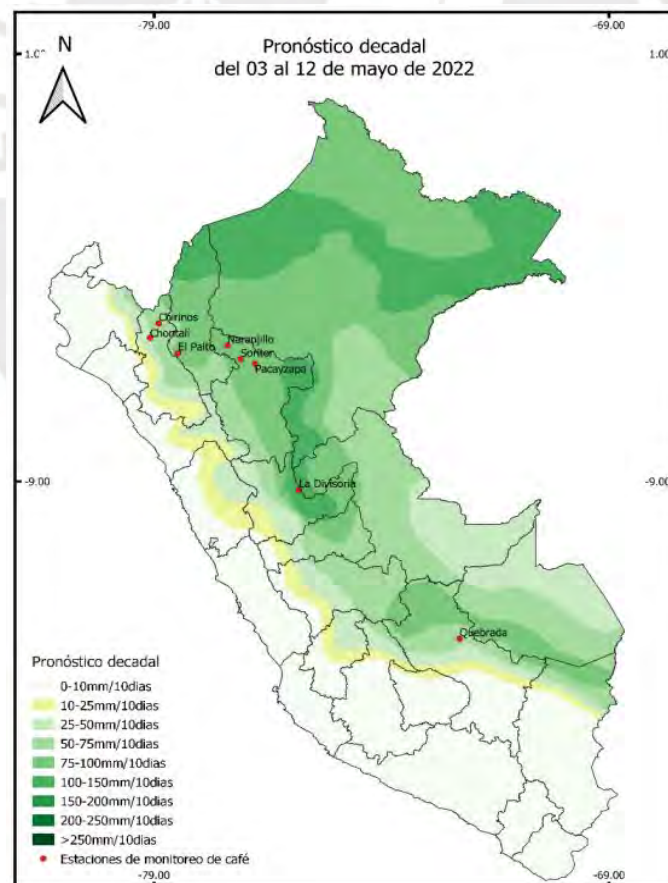 -79.00
-69.00
1.0
1.00
N
Pronóstico decadal
del 03 al 12 de mayo de 2022
Chirinos
Chontalí
El Palto
Naranjillo
Soritor
Pacayzapa
-9.00
La Divisoria
-9.00
Quebrada
Pronóstico decadal
0-10mm/10dias
10-25mm/10dias
25-50mm/10dias
50-75mm/10dias
75-100mm/10dias
100-150mm/10dias
150-200mm/10dias
200-250mm/10dias
>250mm/10dias
Estaciones de monitoreo de café
-79.00
-69.00